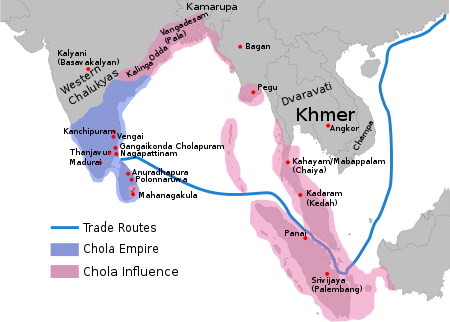 Kamarupa
Vangadesam
(Pala)
Odda
Kalinga
Kalyani
(Basavakalyan)
Western
Chalukyas
Bagan
Pegu
Dvaravati
Khmer
Angkor
Champa
Kanchipuram
Vengai
Gangaikonda Cholapuram
Thanjavur
Nagapattinam
Madurai
Anuradhapura
Polonnaruwa
Mahanagakula
Kahayam/Mabappalam
(Chaiya)
Kadaram
(Kedah)
Panai
Srivijaya
(Palembang)
Trade Routes
Chola Empire
Chola Influence